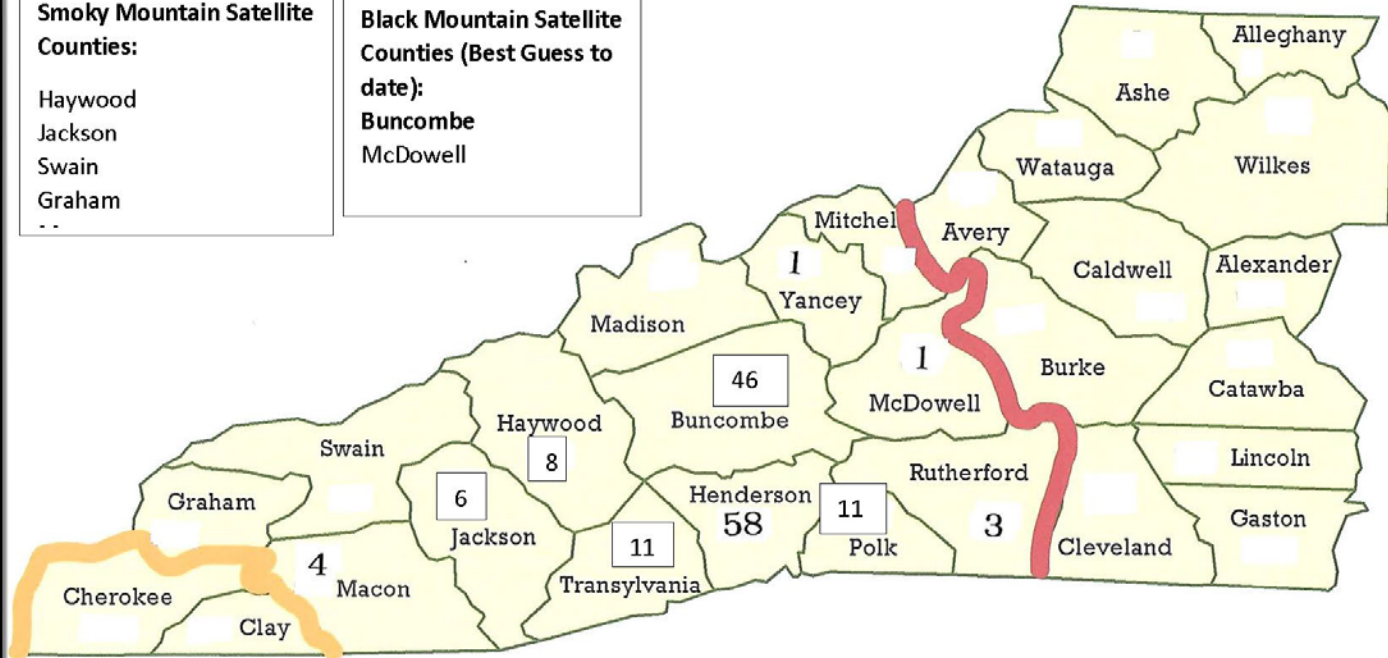 Smoky Mountain Satellite
Counties:
Haywood
Jackson
Swain
Graham
Black Mountain Satellite
Counties (Best Guess to
date):
Buncombe
McDowell
Alleghany
Ashe
Watauga
Wilkes
Mitchel
Avery
1
Yancey
Caldwell
Alexander
Madison
46
Buncombe
1
McDowell
Burke
Catawba
Haywood
8
Swain
Lincoln
Graham
6
Jackson
Henderson
58
11
Polk
Rutherford
3
Gaston
Cleveland
11
Transylvania
4
Macon
Cherokee
Clay